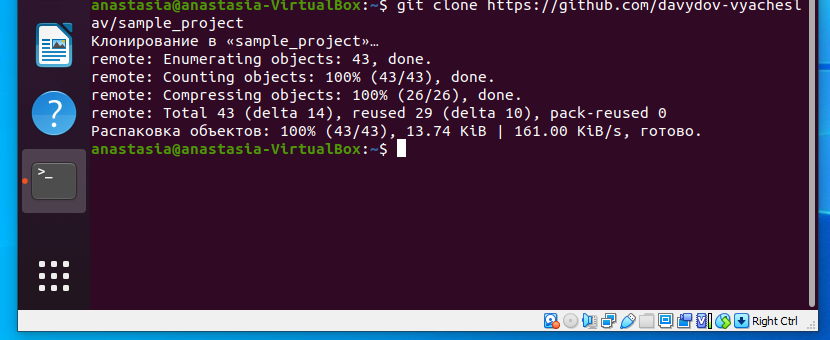 anastasia@anastasia-VirtualBox:~$ git clone https://github.com/davydov-vyachesl
av/sample_project
Клонирование в «sample_project»…
remote: Enumerating objects: 43, done.
remote: Counting objects: 100% (43/43), done.
remote: Compressing objects: 100% (26/26), done.
remote: Total 43 (delta 14), reused 29 (delta 10), pack-reused 0
Распаковка объектов: 100% (43/43), 13.74 KiB | 161.00 KiB/s, готово.
anastasia@anastasia-VirtualBox:~$
Right Ctrl